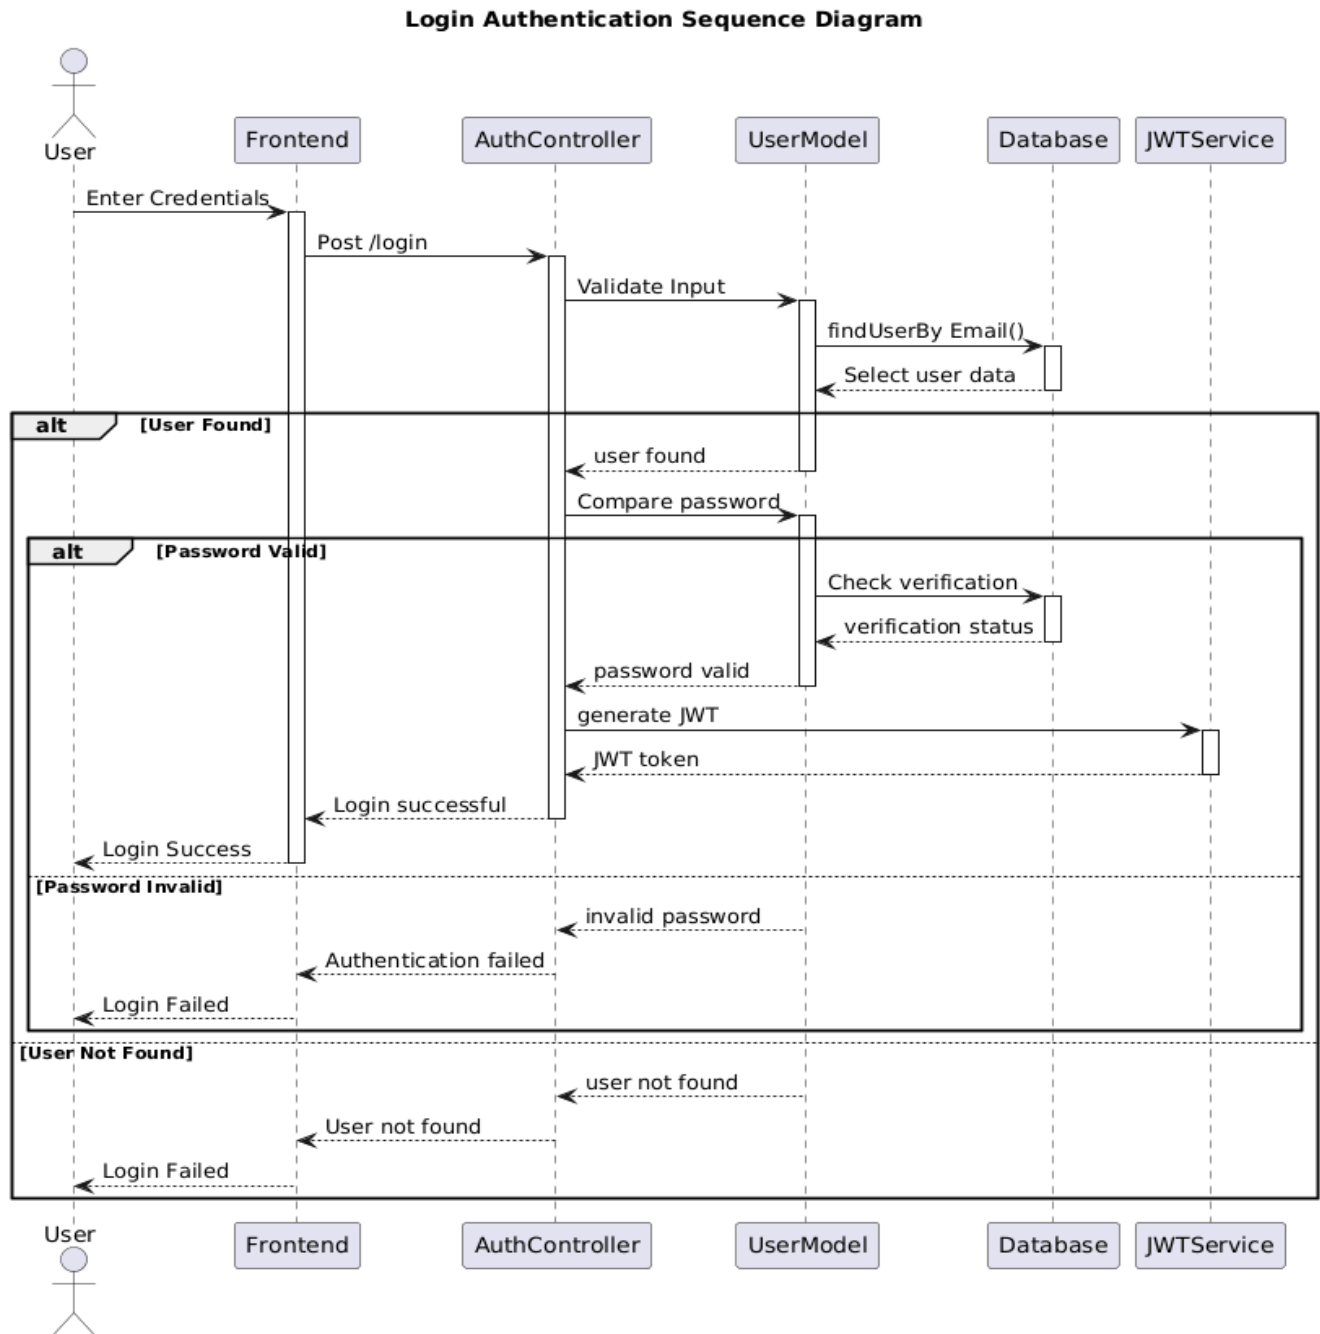 Login Authentication Sequence Diagram
User
Frontend
AuthController
UserModel
Database
JWTService
Enter Credentials
Post /login
Validate Input
findUserBy Email()
Select user data
alt
[User Found]
user found
Compare password
alt
[Password Valid]
Check verification
verification status
password valid
generate JWT
JWT token
Login successful
Login Success
[Password Invalid]
invalid password
Authentication failed
Login Failed
[User Not Found]
user not found
User not found
Login Failed
User
Frontend
AuthController
UserModel
Database
JWTService